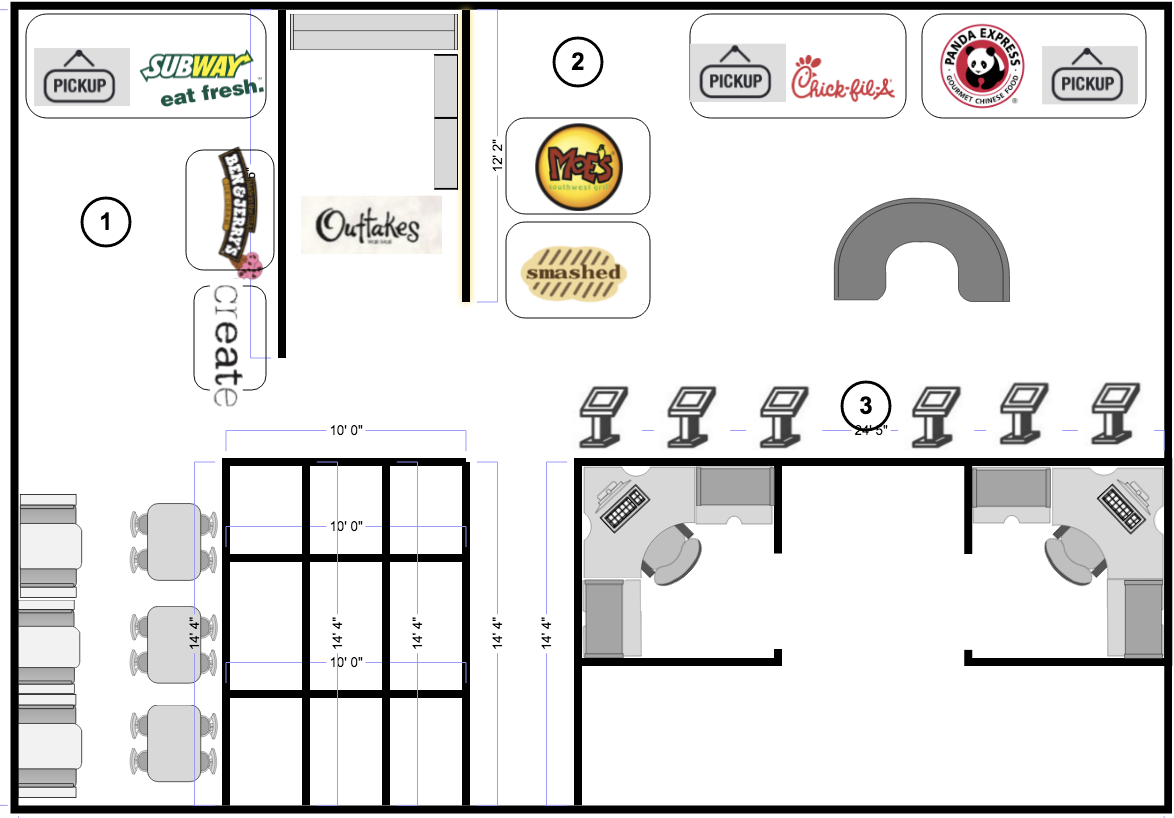 PICKUP
SUBWAY
eat fresh.
2
PICKUP
Chick-fil-A
PANDA EXPRESS
GOURMET CHINESE FOOD
PICKUP
12' 2"
MOE'S
southwest grill
BEN & JERRY'S
1
Outtakes
smashed
create
3
24' 5"
10' 0"
10' 0"
14' 4"
14' 4"
14' 4"
14' 4"
14' 4"
10' 0"